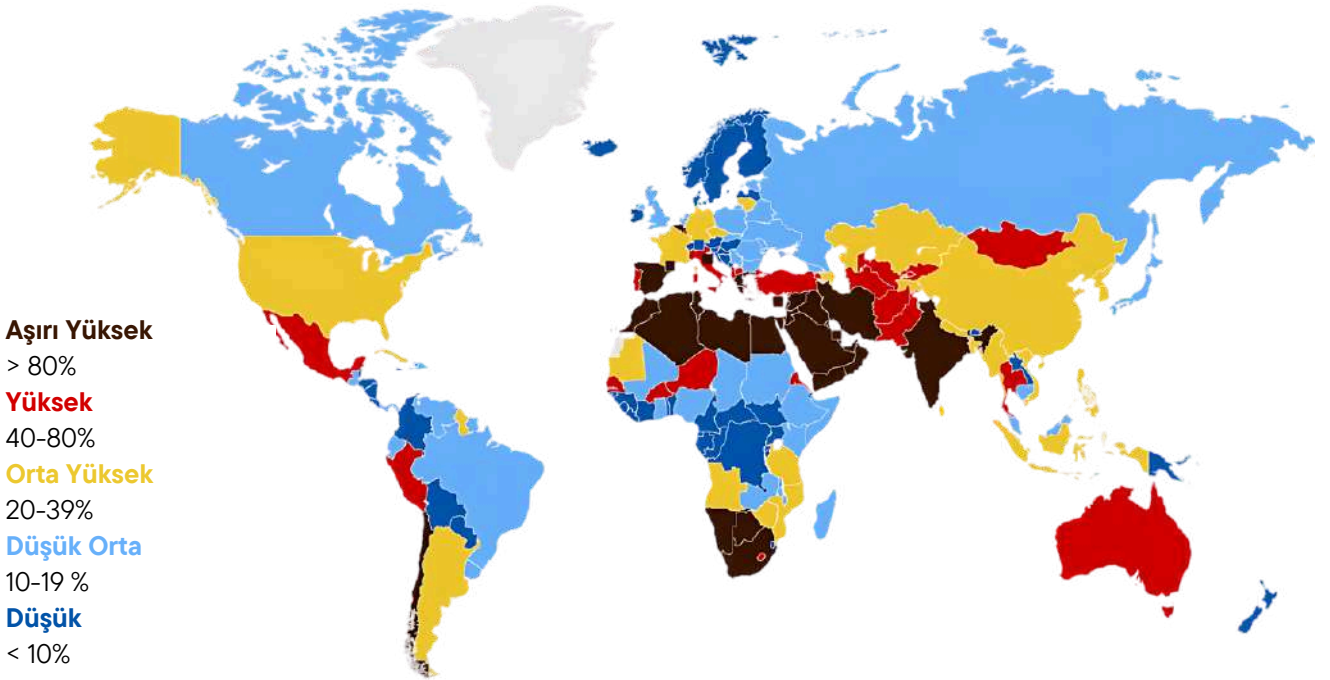 Aşırı Yüksek
> 80%
Yüksek
40-80%
Orta Yüksek
20-39%
Düşük Orta
10-19 %
Düşük
< 10%